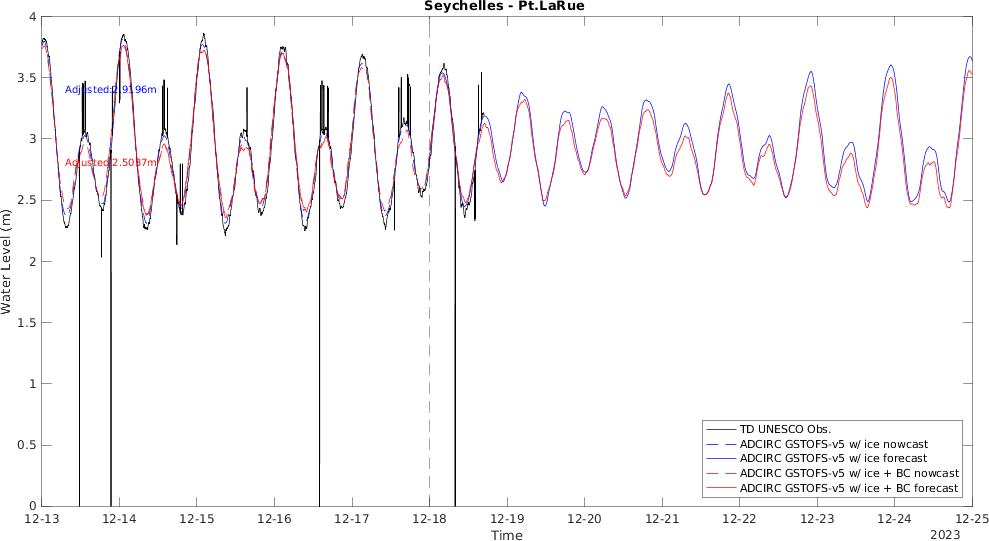 Seychelles - Pt.LaRue
4
3.5
3
2.5
2
1.5
1
0.5
0
Water Level (m)
Adjusted:2.9196m
Adjusted:2.5037m
TD UNESCO Obs.
ADCIRC GSTOFS-v5 w/ ice nowcast
ADCIRC GSTOFS-v5 w/ ice forecast
ADCIRC GSTOFS-v5 w/ ice + BC nowcast
ADCIRC GSTOFS-v5 w/ ice + BC forecast
12-13 12-14 12-15 12-16 12-17 12-18 12-19 12-20 12-21 12-22 12-23 12-24 12-25
Time
2023